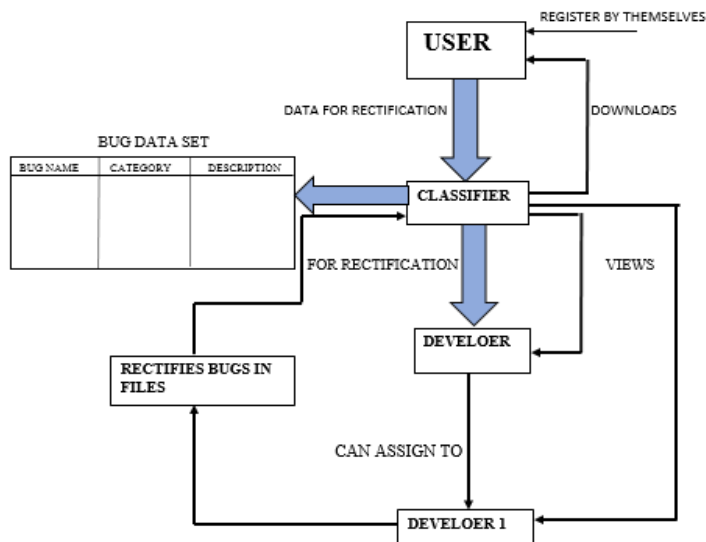 REGISTER BY THEMSELVES
USER
DATA FOR RECTIFICATION
DOWNLOADS
BUG DATA SET
BUG NAME CATEGORY DESCRIPTION
CLASSIFIER
FOR RECTIFICATION
VIEWS
DEVELOER
RECTIFIES BUGS IN
FILES
CAN ASSIGN TO
DEVELOER 1